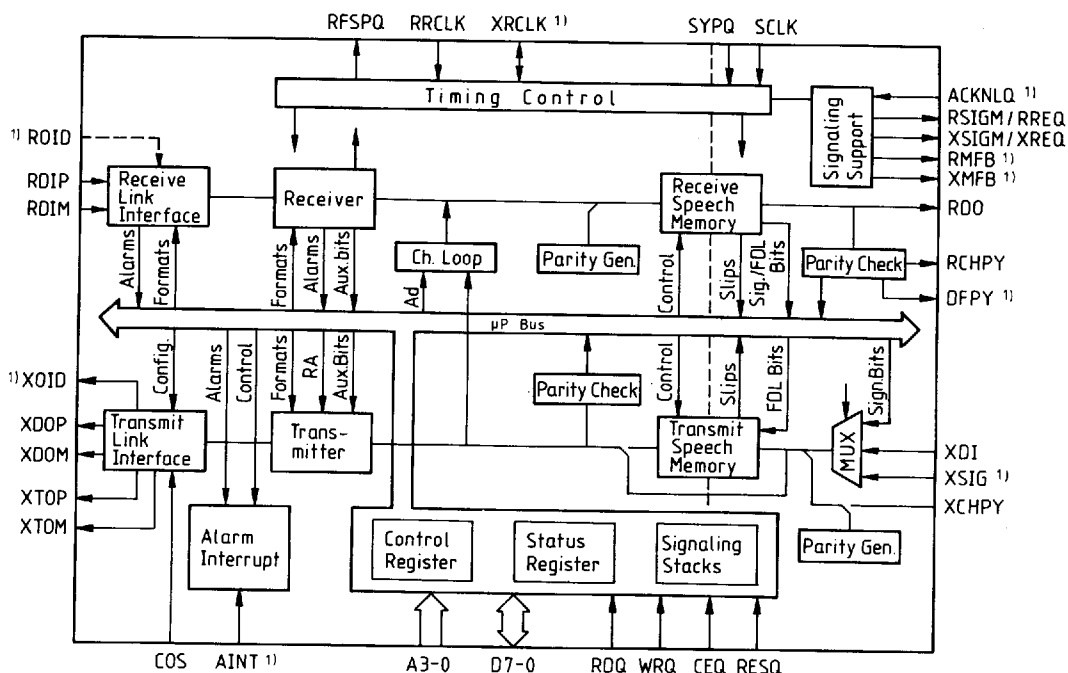 RFSPQ RRCLK XRCLK 1) SYPQ SCLK
Timing Control
Signaling Support
ACKNLQ 1)
RSIGM/RREQ
XSIGM/XREQ
RMFB 1)
XMFB 1)
1) ROID
RDIP
RDIM
Receive Link Interface
Receiver
Receive Speech Memory
RDO
Ch. Loop
Parity Gen.
Parity Check
RCHPY
DFPY 1)
Alarms
Formats
Formats
Alarms
Aux.bits
Ad
Control
Slips
Sig./FDL Bits
µP Bus
Config.
Alarms
Control
Formats
RA
Aux.Bits
Parity Check
Control
Slips
FDL Bits
Sign.Bits
1) XOID
XDOP
XDOM
XTOP
XTOM
Transmit Link Interface
Trans-
mitter
Transmit Speech Memory
MUX
XDI
XSIG 1)
XCHPY
Parity Gen.
Alarm Interrupt
Control Register
Status Register
Signaling Stacks
COS AINT 1) A3-0 D7-0 RDQ WRQ CEQ RESQ